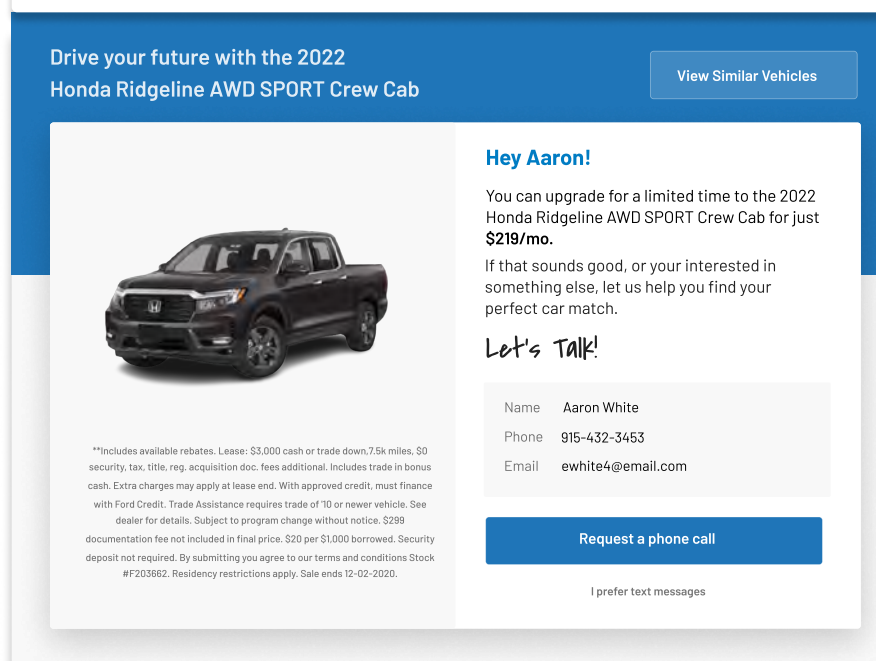 Drive your future with the 2022
Honda Ridgeline AWD SPORT Crew Cab
View Similar Vehicles
Hey Aaron!
You can upgrade for a limited time to the 2022
Honda Ridgeline AWD SPORT Crew Cab for just
$219/mo.
If that sounds good, or your interested in
something else, let us help you find your
perfect car match.
Let's Talk!
Name Aaron White
Phone 915-432-3453
Email ewhite4@email.com
Request a phone call
I prefer text messages
**Includes available rebates. Lease: $3,000 cash or trade down,7.5k miles, $0
security, tax, title, reg. acquisition doc. fees additional. Includes trade in bonus
cash. Extra charges may apply at lease end. With approved credit, must finance
with Ford Credit. Trade Assistance requires trade of '10 or newer vehicle. See
dealer for details. Subject to program change without notice. $299
documentation fee not included in final price. $20 per $1,000 borrowed. Security
deposit not required. By submitting you agree to our terms and conditions Stock
#F203662. Residency restrictions apply. Sale ends 12-02-2020.